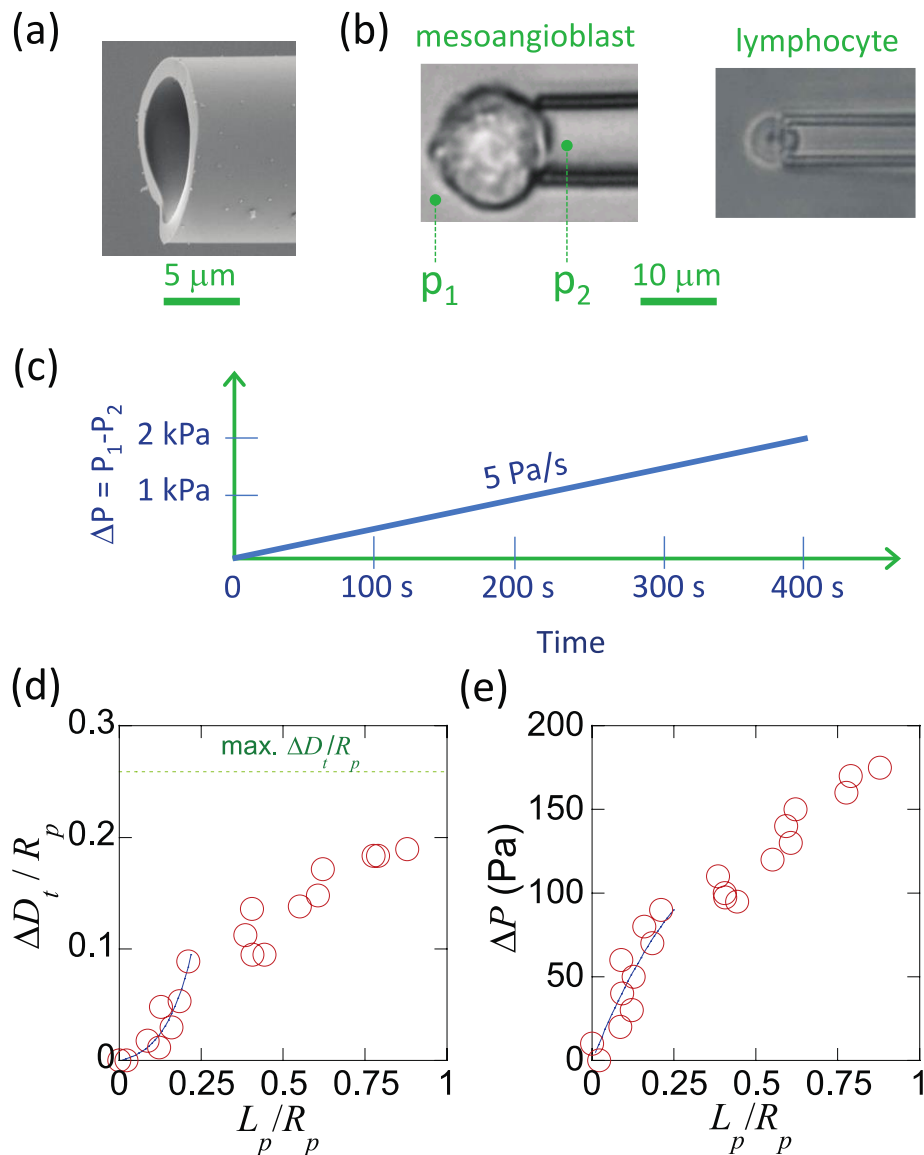 (a)
(b)
mesoangioblast
lymphocyte
5 μm
p1
p2
10 μm
(c)
ΔP = P1-P2
2 kPa
1 kPa
5 Pa/s
0
100 s
200 s
300 s
400 s
Time
(d)
(e)
0.3
max. ΔDt/Rp
0.2
0.1
0
ΔDt / Rp
0
0.25
0.5
0.75
1
Lp/Rp
200
150
100
50
0
ΔP (Pa)
0
0.25
0.5
0.75
1
Lp/Rp